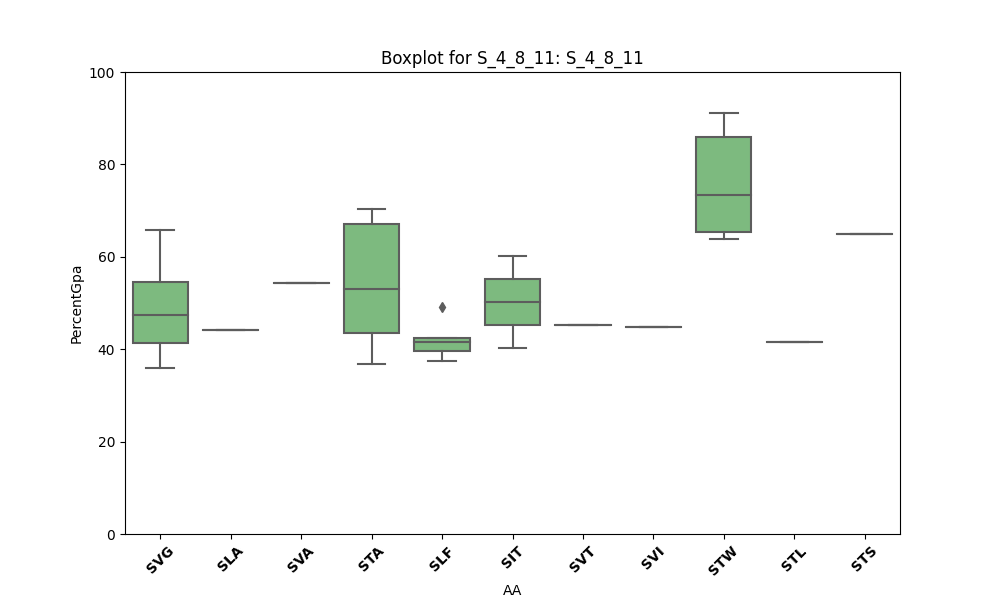 Boxplot for S_4_8_11: S_4_8_11
100
80
60
40
20
0
PercentGpa
SVG
SLA
SVA
STA
SLF
SIT
SVT
SVI
STW
STL
STS
AA